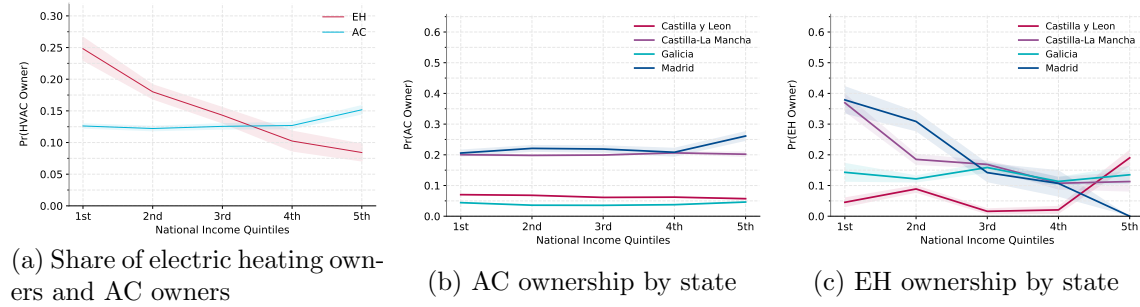 EH
AC
Pr(HVAC Owner)
0.25
0.20
0.15
0.10
0.05
0.00
1st 2nd 3rd 4th 5th
National Income Quintiles
(a) Share of electric heating own-
ers and AC owners
Castilla y Leon
Castilla-La Mancha
Galicia
Madrid
Pr(AC Owner)
0.6
0.5
0.4
0.3
0.2
0.1
0.0
1st 2nd 3rd 4th 5th
National Income Quintiles
(b) AC ownership by state
Castilla y Leon
Castilla-La Mancha
Galicia
Madrid
Pr(EH Owner)
0.6
0.5
0.4
0.3
0.2
0.1
0.0
1st 2nd 3rd 4th 5th
National Income Quintiles
(c) EH ownership by state